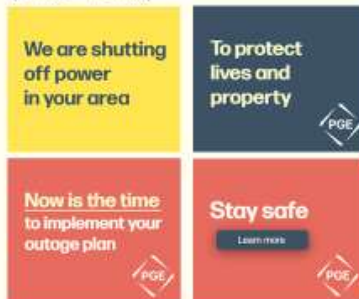 We are shutting
off power
in your area
To protect
lives and
property
PGE
Now is the time
to implement your
outage plan
PGE
Stay safe
Learn more
PGE